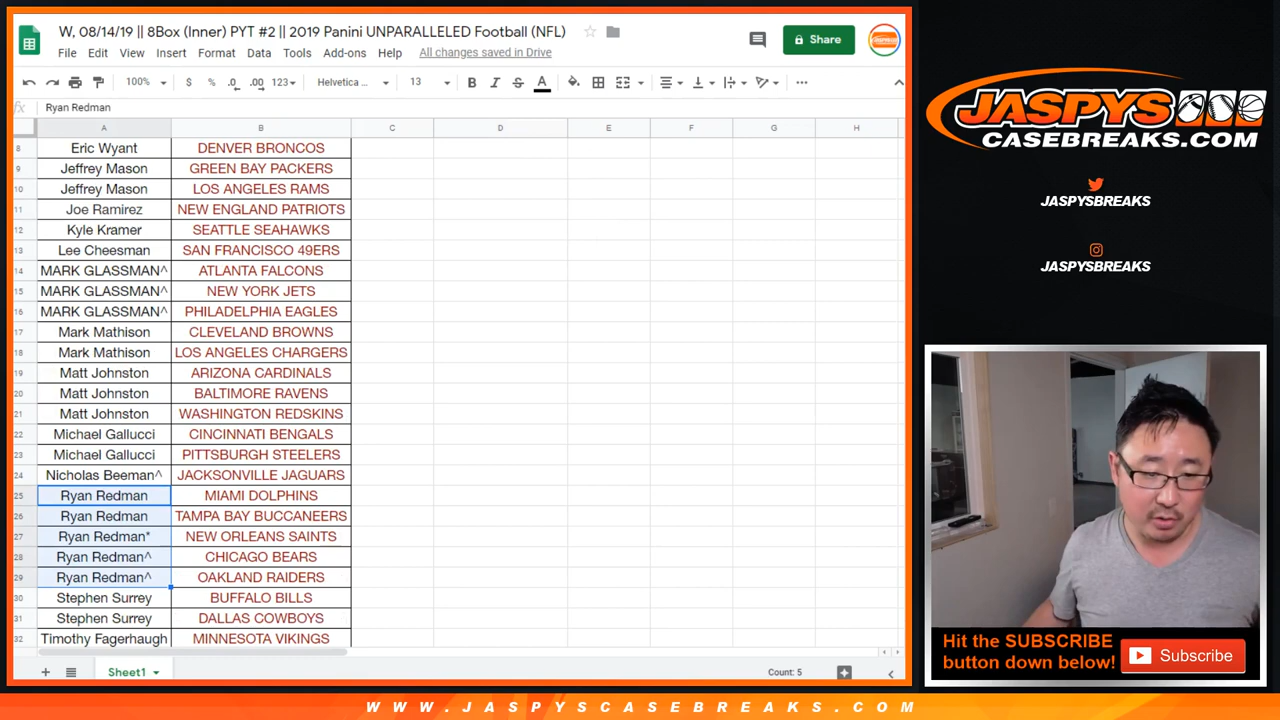 W, 08/14/19 || 8Box (Inner) PYT #2 || 2019 Panini UNPARALLELED Football (NFL)
File Edit View Insert Format Data Tools Add-ons Help All changes saved in Drive
Share
100% $ % .0 .00 123 Helvetica ... 13 B I S A
fx Ryan Redman
A B C D E F G H
8 Eric Wyant DENVER BRONCOS
9 Jeffrey Mason GREEN BAY PACKERS
10 Jeffrey Mason LOS ANGELES RAMS
11 Joe Ramirez NEW ENGLAND PATRIOTS
12 Kyle Kramer SEATTLE SEAHAWKS
13 Lee Cheesman SAN FRANCISCO 49ERS
14 MARK GLASSMAN^ ATLANTA FALCONS
15 MARK GLASSMAN^ NEW YORK JETS
16 MARK GLASSMAN^ PHILADELPHIA EAGLES
17 Mark Mathison CLEVELAND BROWNS
18 Mark Mathison LOS ANGELES CHARGERS
19 Matt Johnston ARIZONA CARDINALS
20 Matt Johnston BALTIMORE RAVENS
21 Matt Johnston WASHINGTON REDSKINS
22 Michael Gallucci CINCINNATI BENGALS
23 Michael Gallucci PITTSBURGH STEELERS
24 Nicholas Beeman^ JACKSONVILLE JAGUARS
25 Ryan Redman MIAMI DOLPHINS
26 Ryan Redman TAMPA BAY BUCCANEERS
27 Ryan Redman* NEW ORLEANS SAINTS
28 Ryan Redman^ CHICAGO BEARS
29 Ryan Redman^ OAKLAND RAIDERS
30 Stephen Surrey BUFFALO BILLS
31 Stephen Surrey DALLAS COWBOYS
32 Timothy Fagerhaugh MINNESOTA VIKINGS
Sheet1
Count: 5
JASPYS
CASEBREAKS.COM
JASPYSBREAKS
JASPYSBREAKS
Hit the SUBSCRIBE
button down below!
Subscribe
WWW.JASPYSCASEBREAKS.COM